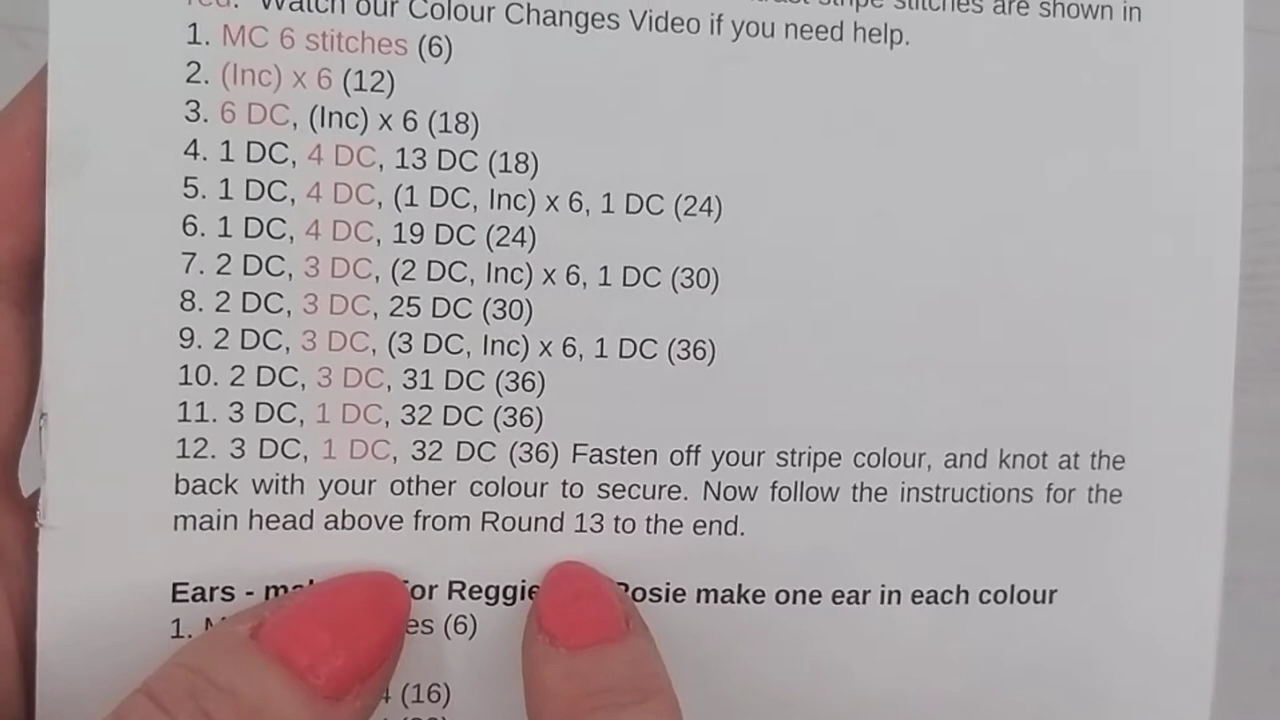 red. Watch our Colour Changes Video if you need help. stitches are shown in
1. MC 6 stitches (6)
2. (Inc) x 6 (12)
3. 6 DC, (Inc) x 6 (18)
4. 1 DC, 4 DC, 13 DC (18)
5. 1 DC, 4 DC, (1 DC, Inc) x 6, 1 DC (24)
6. 1 DC, 4 DC, 19 DC (24)
7. 2 DC, 3 DC, (2 DC, Inc) x 6, 1 DC (30)
8. 2 DC, 3 DC, 25 DC (30)
9. 2 DC, 3 DC, (3 DC, Inc) x 6, 1 DC (36)
10. 2 DC, 3 DC, 31 DC (36)
11. 3 DC, 1 DC, 32 DC (36)
12. 3 DC, 1 DC, 32 DC (36) Fasten off your stripe colour, and knot at the
back with your other colour to secure. Now follow the instructions for the
main head above from Round 13 to the end.
Ears - for Reggie Rosie make one ear in each colour
1. (6)
(16)